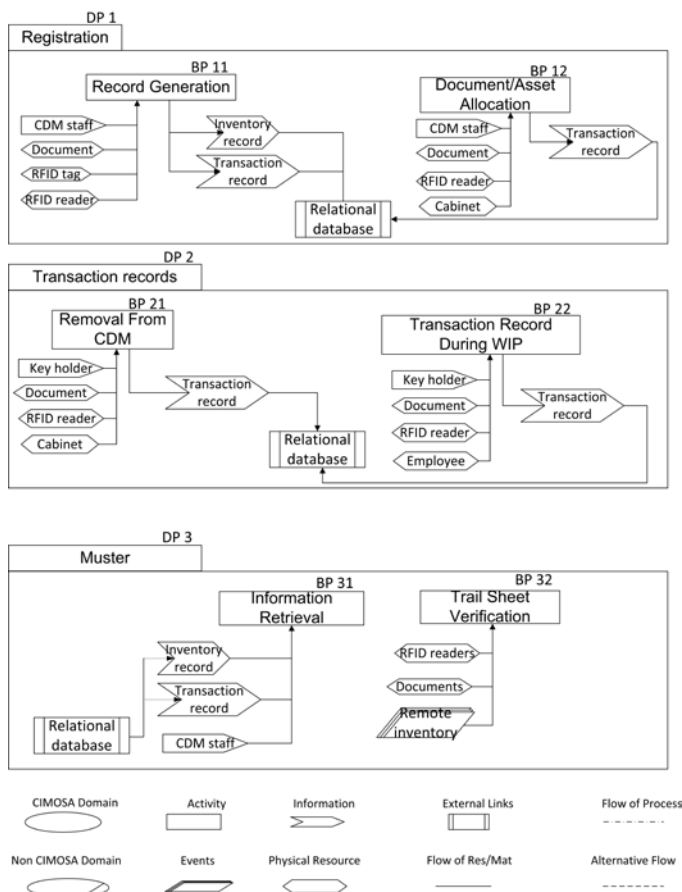 DP 1
Registration
BP 11
Record Generation
CDM staff
Document
RFID tag
RFID reader
Inventory
record
Transaction
record
BP 12
Document/Asset
Allocation
CDM staff
Document
RFID reader
Cabinet
Transaction
record
Relational
database
DP 2
Transaction records
BP 21
Removal From
CDM
Key holder
Document
RFID reader
Cabinet
Transaction
record
Relational
database
BP 22
Transaction Record
During WIP
Key holder
Document
RFID reader
Employee
Transaction
record
DP 3
Muster
BP 31
Information
Retrieval
Inventory
record
Transaction
record
Relational
database
CDM staff
BP 32
Trail Sheet
Verification
RFID readers
Documents
Remote
inventory
CIMOSA Domain
Activity
Information
External Links
Flow of Process
Non CIMOSA Domain
Events
Physical Resource
Flow of Res/Mat
Alternative Flow